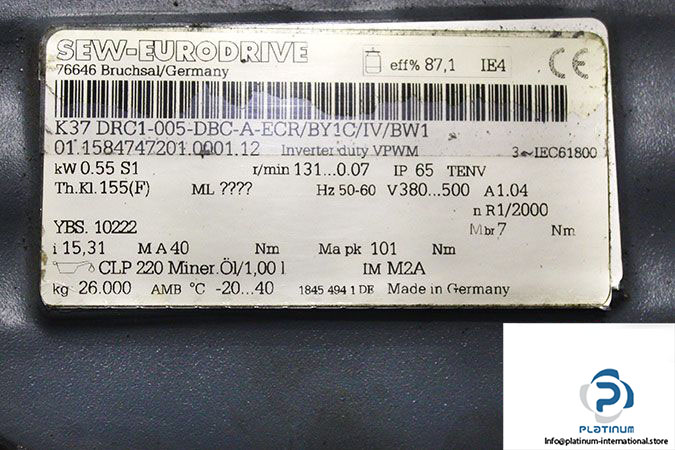 SEW-EURODRIVE
76646 Bruchsal/Germany
eff% 87,1 IE4
CE
K37 DRC1-005-DBC-A-ECR/BY1C/IV/BW1
01.1584747201.0001.12 Inverter duty VPWM 3~IEC61800
kW 0.55 S1 r/min 131...0.07 IP 65 TENV
Th.Kl.155(F) ML ???? Hz 50-60 V 380...500 A 1.04
n R1/2000
YBS. 10222 Mbr 7 Nm
i 15,31 M A 40 Nm Ma pk 101 Nm
CLP 220 Miner.Öl/1,00 l IM M2A
kg 26.000 AMB °C -20...40 1845 494 1 DE Made in Germany
PLATINUM
Info@platinum-international.store